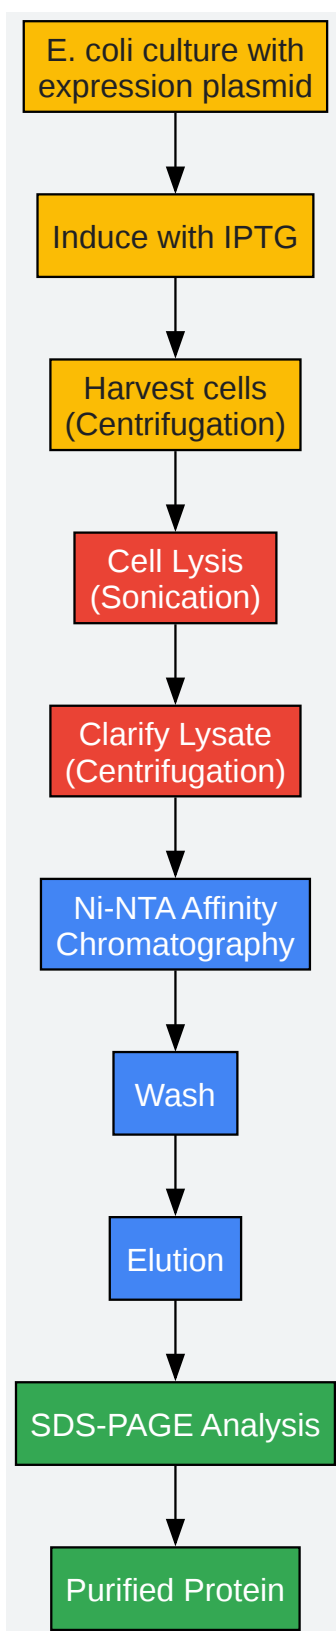 E. coli culture with
expression plasmid
Induce with IPTG
Harvest cells
(Centrifugation)
Cell Lysis
(Sonication)
Clarify Lysate
(Centrifugation)
Ni-NTA Affinity
Chromatography
Wash
Elution
SDS-PAGE Analysis
Purified Protein